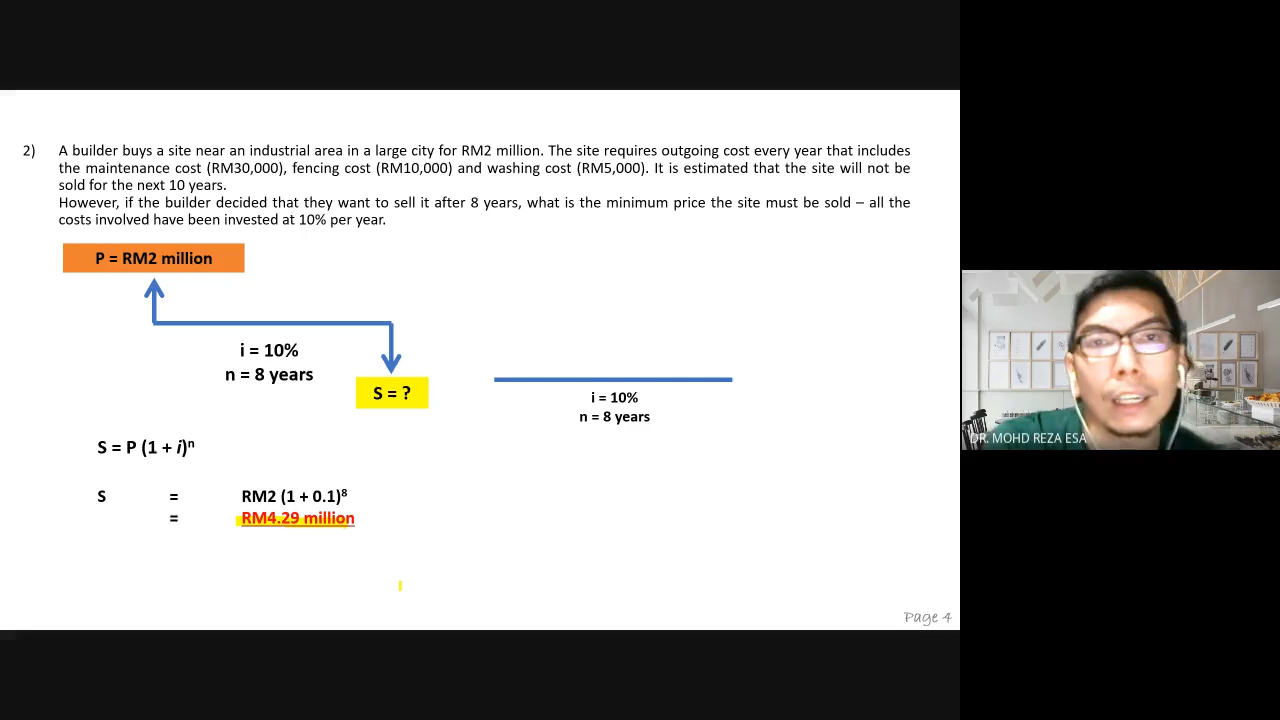 2) A builder buys a site near an industrial area in a large city for RM2 million. The site requires outgoing cost every year that includes
the maintenance cost (RM30,000), fencing cost (RM10,000) and washing cost (RM5,000). It is estimated that the site will not be
sold for the next 10 years.
However, if the builder decided that they want to sell it after 8 years, what is the minimum price the site must be sold – all the
costs involved have been invested at 10% per year.
P = RM2 million
i = 10%
n = 8 years
S = ?
i = 10%
n = 8 years
S = P (1 + i)ⁿ
S = RM2 (1 + 0.1)⁸
= RM4.29 million
Page 4
DR. MOHD REZA ESA